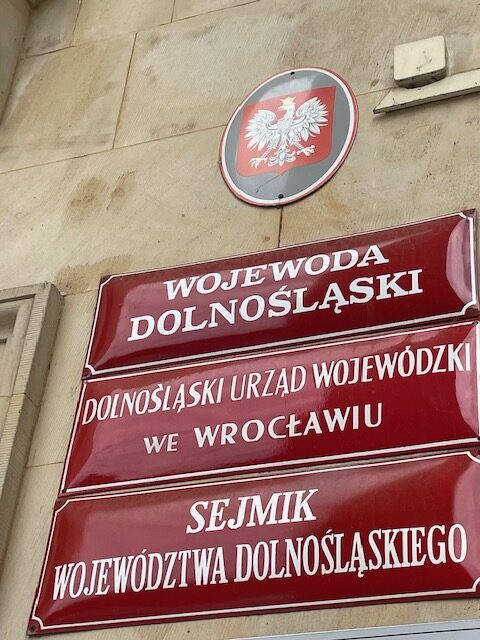 WOJEWODA
DOLNOŚLĄSKI
DOLNOŚLĄSKI URZĄD WOJEWÓDZKI
WE WROCŁAWIU
SEJMIK
WOJEWÓDZTWA DOLNOŚLĄSKIEGO